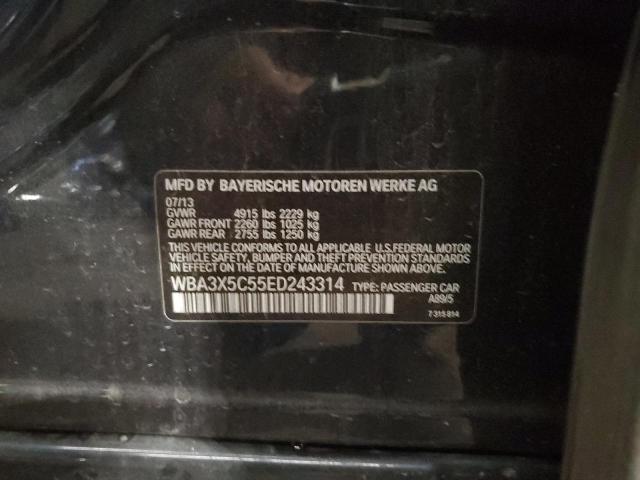 MFD BY BAYERISCHE MOTOREN WERKE AG
07/13
GVWR 4915 lbs 2229 kg
GAWR FRONT 2260 lbs 1025 kg
GAWR REAR 2755 lbs 1250 kg
THIS VEHICLE CONFORMS TO ALL APPLICABLE U.S.FEDERAL MOTOR
VEHICLE SAFETY, BUMPER AND THEFT PREVENTION
STANDARDS IN EFFECT ON THE DATE OF MANUFACTURE SHOWN ABOVE.
WBA3X5C55ED243314 TYPE: PASSENGER CAR
A89/5
7 315 814